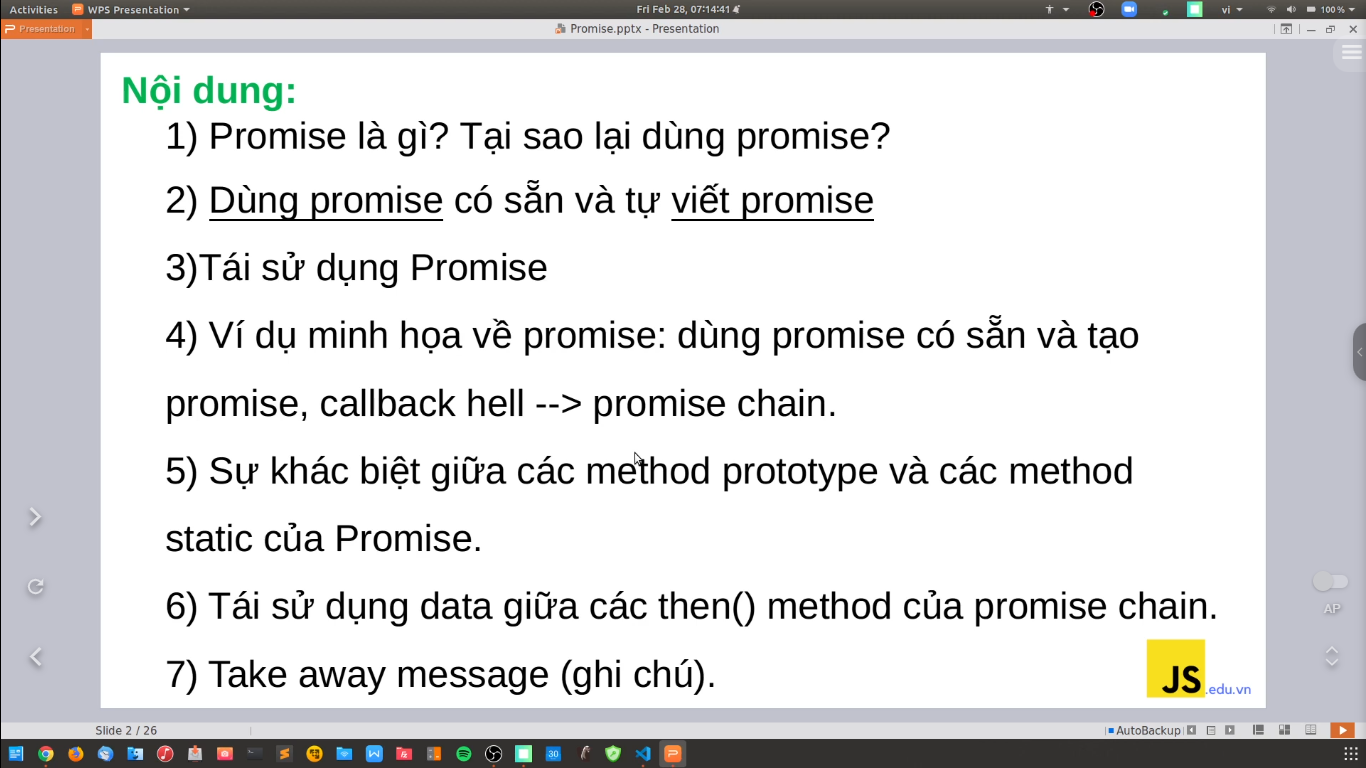 Activities
WPS Presentation
Fri Feb 28, 07:14:41
vi
100 %
Presentation
Promise.pptx - Presentation
Nội dung:
1) Promise là gì? Tại sao lại dùng promise?
2) Dùng promise có sẵn và tự viết promise
3)Tái sử dụng Promise
4) Ví dụ minh họa về promise: dùng promise có sẵn và tạo
promise, callback hell --> promise chain.
5) Sự khác biệt giữa các method prototype và các method
static của Promise.
6) Tái sử dụng data giữa các then() method của promise chain.
7) Take away message (ghi chú).
AP
JS
.edu.vn
Slide 2 / 26
AutoBackup
30